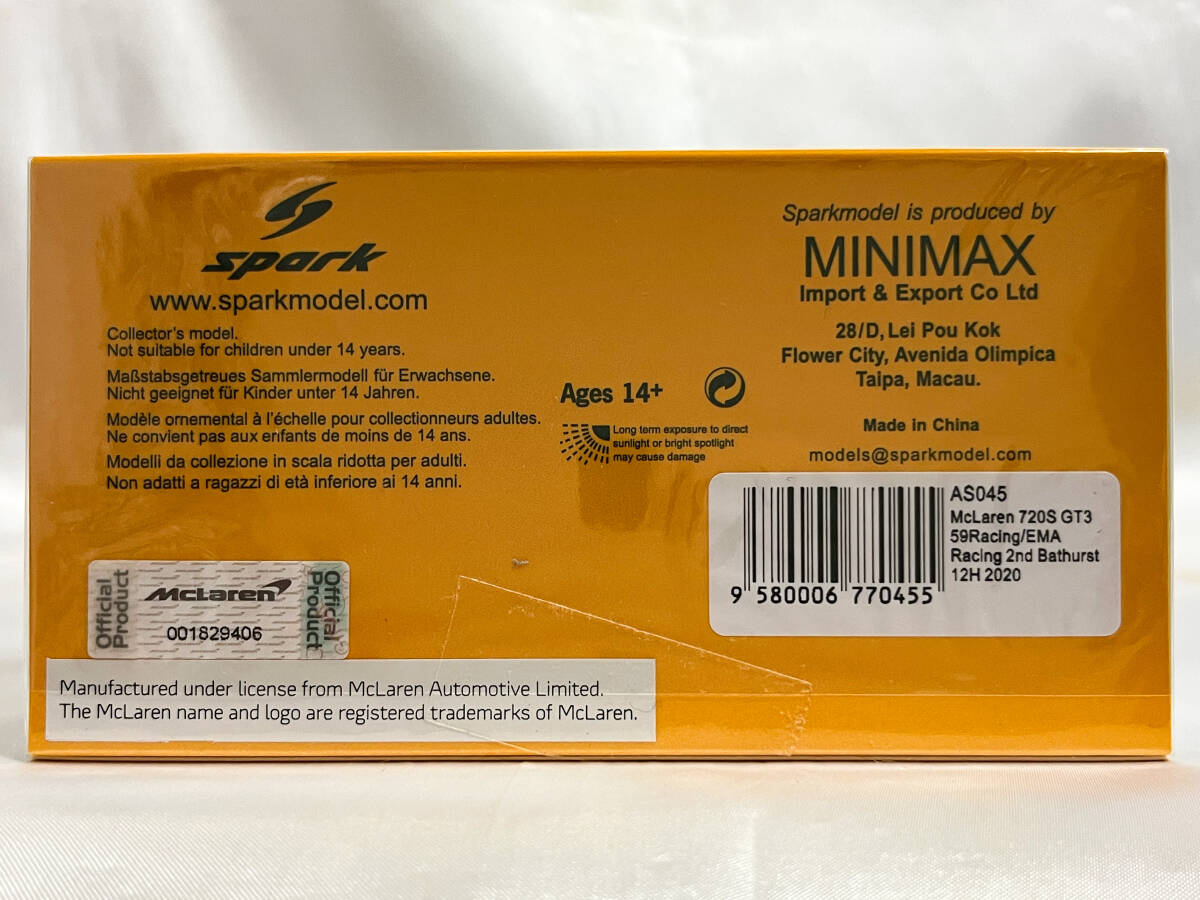 spark
www.sparkmodel.com
Collector's model.
Not suitable for children under 14 years.
Maßstabsgetreues Sammlermodell für Erwachsene.
Nicht geeignet für Kinder unter 14 Jahren.
Modèle ornemental à l'échelle pour collectionneurs adultes.
Ne convient pas aux enfants de moins de 14 ans.
Modelli da collezione in scala ridotta per adulti.
Non adatti a ragazzi di età inferiore ai 14 anni.
Ages 14+
Long term exposure to direct
sunlight or bright spotlight
may cause damage
Sparkmodel is produced by
MINIMAX
Import & Export Co Ltd
28/D, Lei Pou Kok
Flower City, Avenida Olimpica
Taipa, Macau.
Made in China
models@sparkmodel.com
AS045
McLaren 720S GT3
59Racing/EMA
Racing 2nd Bathurst
12H 2020
9 580006 770455
Official
Product
McLaren
001829406
Official
Product
Manufactured under license from McLaren Automotive Limited.
The McLaren name and logo are registered trademarks of McLaren.